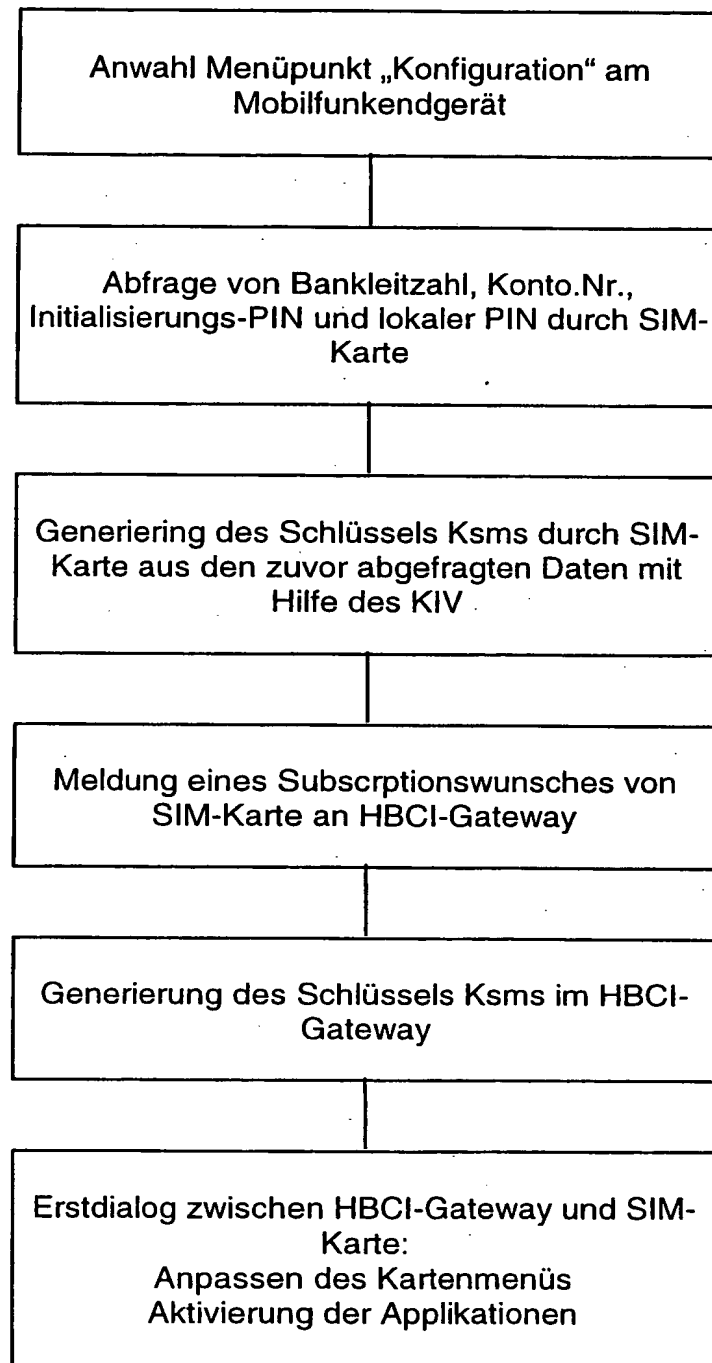 Anwahl Menüpunkt „Konfiguration“ am
Mobilfunkendgerät
Abfrage von Bankleitzahl, Konto.Nr.,
Initialisierungs-PIN und lokaler PIN durch SIM-
Karte
Generiering des Schlüssels Ksms durch SIM-
Karte aus den zuvor abgefragten Daten mit
Hilfe des KIV
Meldung eines Subscrptionswunsches von
SIM-Karte an HBCI-Gateway
Generierung des Schlüssels Ksms im HBCI-
Gateway
Erstdialog zwischen HBCI-Gateway und SIM-
Karte:
Anpassen des Kartenmenüs
Aktivierung der Applikationen